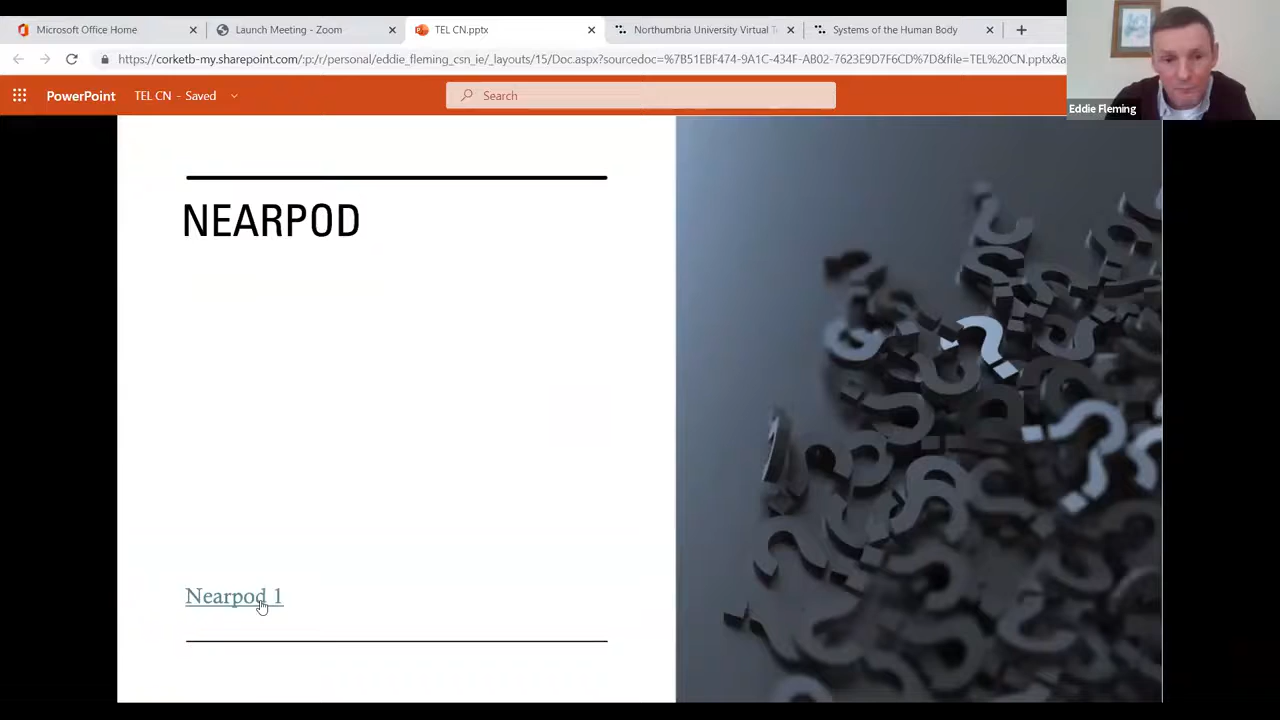 Microsoft Office Home
Launch Meeting - Zoom
TEL CN.pptx
Northumbria University Virtual
Systems of the Human Body
https://corketb-my.sharepoint.com/:p:/r/personal/eddie_fleming_csn_ie/_layouts/15/Doc.aspx?sourcedoc=%7B51EBF474-9A1C-434F-AB02-7623E9D7F6CD%7D&file=TEL%20CN.pptx&a
PowerPoint
TEL CN - Saved
Search
Eddie Fleming
NEARPOD
Nearpod 1